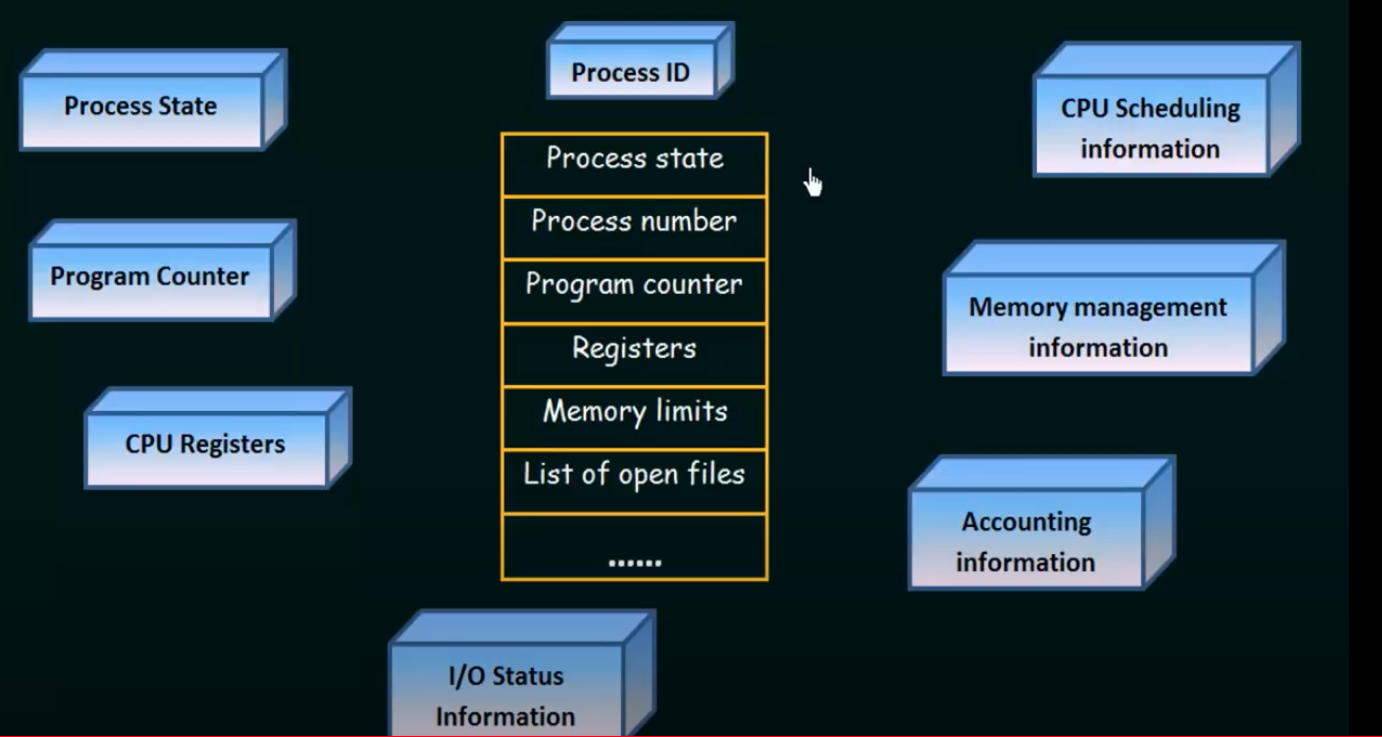 Process ID
Process State
CPU Scheduling
information
Process state
Process number
Program Counter
Program counter
Memory management
information
Registers
CPU Registers
Memory limits
List of open files
Accounting
information
......
I/O Status
Information